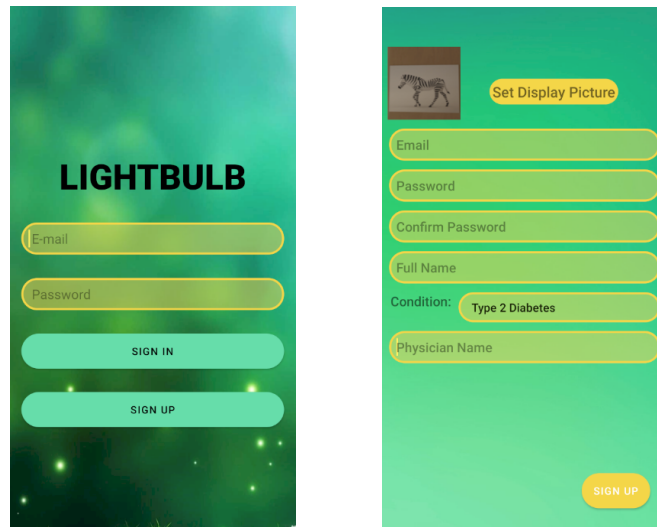 LIGHTBULB
E-mail
Password
SIGN IN
SIGN UP
Set Display Picture
Email
Password
Confirm Password
Full Name
Condition: Type 2 Diabetes
Physician Name
SIGN UP